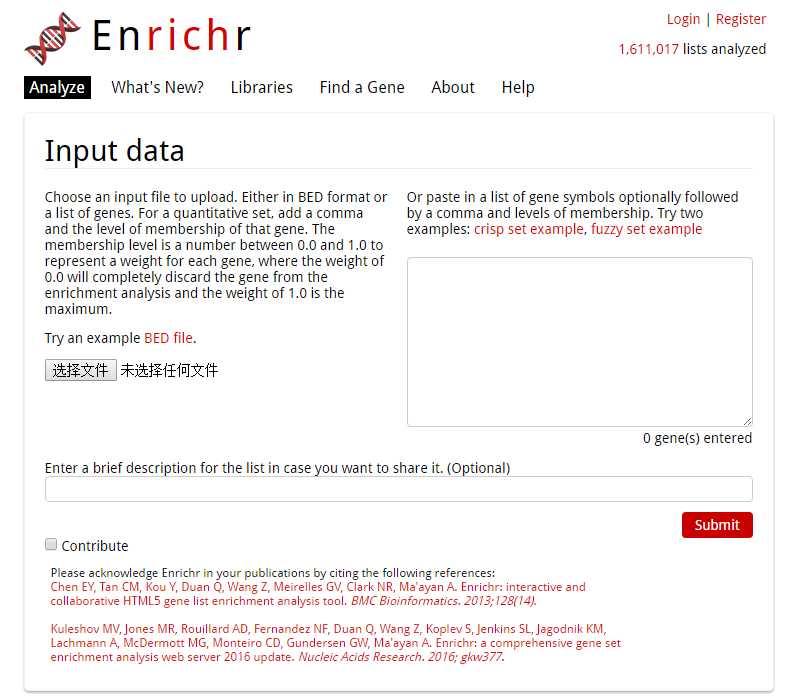 Enrichr
Login | Register
1,611,017 lists analyzed
Analyze What's New? Libraries Find a Gene About Help
Input data
Choose an input file to upload. Either in BED format or
a list of genes. For a quantitative set, add a comma
and the level of membership of that gene. The
membership level is a number between 0.0 and 1.0 to
represent a weight for each gene, where the weight of
0.0 will completely discard the gene from the
enrichment analysis and the weight of 1.0 is the
maximum.
Try an example BED file.
选择文件 未选择任何文件
Or paste in a list of gene symbols optionally followed
by a comma and levels of membership. Try two
examples: crisp set example, fuzzy set example
0 gene(s) entered
Enter a brief description for the list in case you want to share it. (Optional)
Submit
Contribute
Please acknowledge Enrichr in your publications by citing the following references:
Chen EY, Tan CM, Kou Y, Duan Q, Wang Z, Meirelles GV, Clark NR, Ma'ayan A. Enrichr: interactive and
collaborative HTML5 gene list enrichment analysis tool. BMC Bioinformatics. 2013;128(14).
Kuleshov MV, Jones MR, Rouillard AD, Fernandez NF, Duan Q, Wang Z, Koplev S, Jenkins SL, Jagodnik KM,
Lachmann A, McDermott MG, Monteiro CD, Gundersen GW, Ma'ayan A. Enrichr: a comprehensive gene set
enrichment analysis web server 2016 update. Nucleic Acids Research. 2016; gkw377.